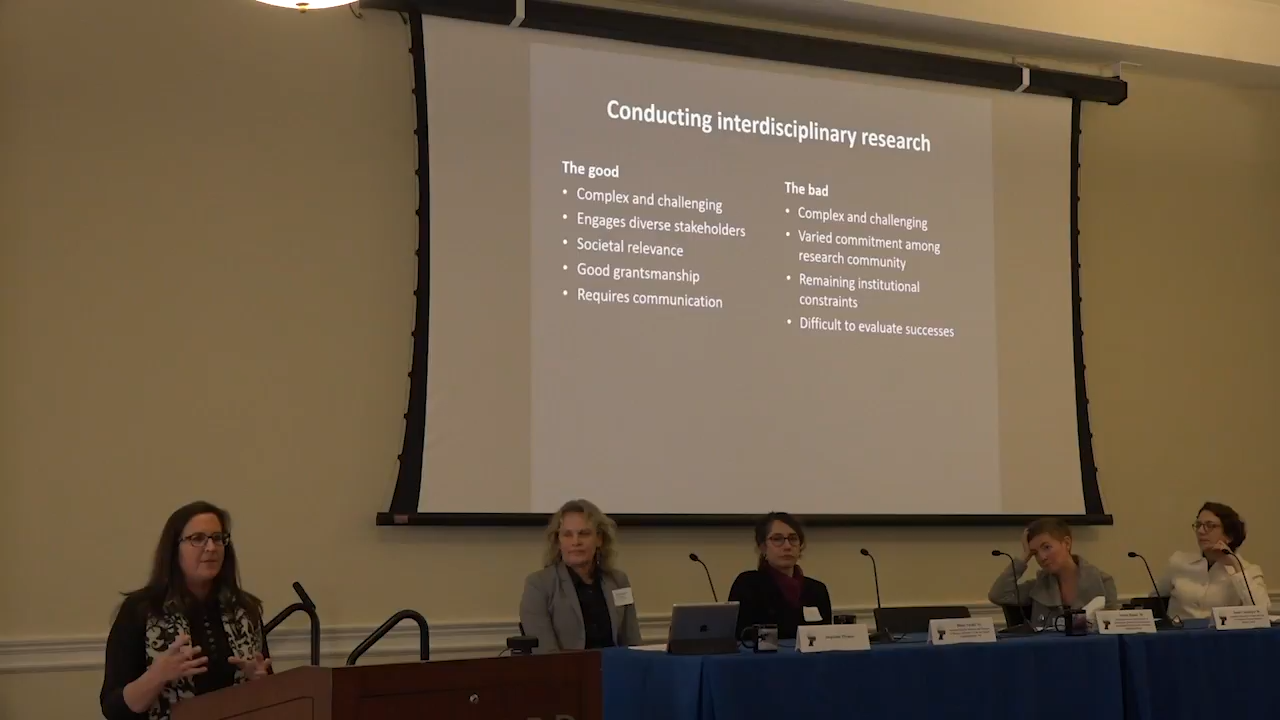 Conducting interdisciplinary research
The good
• Complex and challenging
• Engages diverse stakeholders
• Societal relevance
• Good grantsmanship
• Requires communication
The bad
• Complex and challenging
• Varied commitment among
research community
• Remaining institutional
constraints
• Difficult to evaluate successes